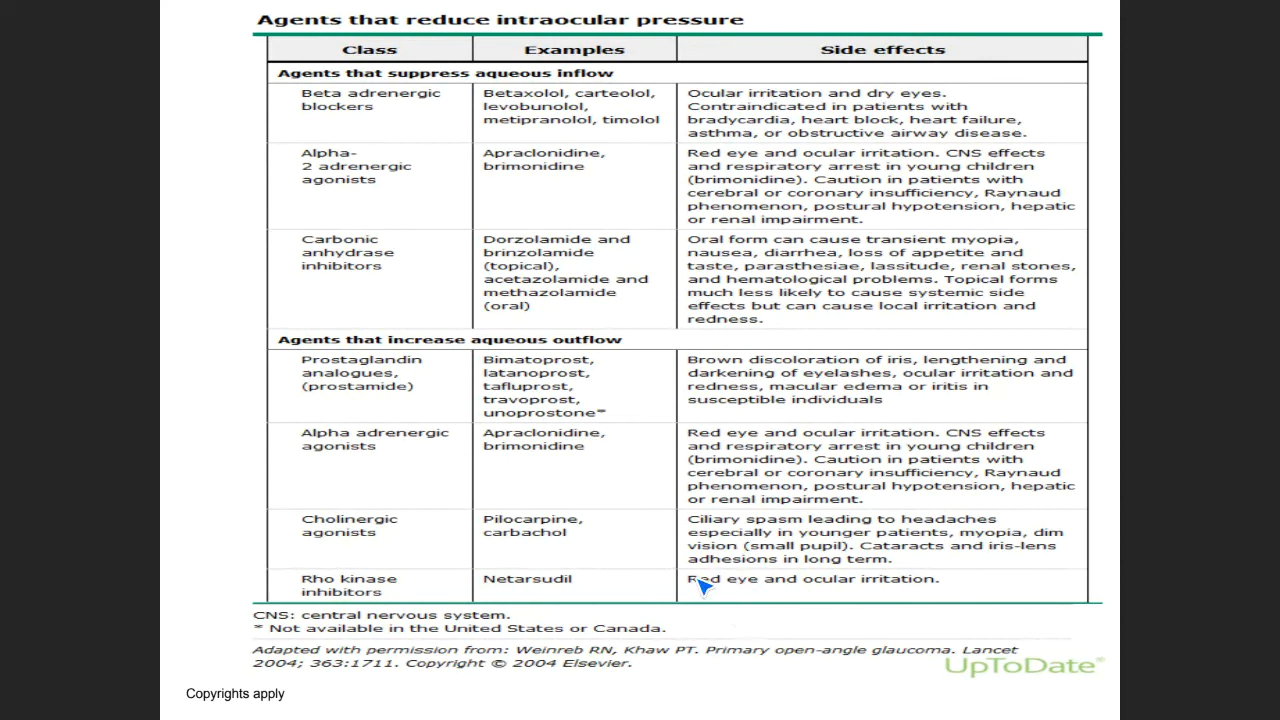 Agents that reduce intraocular pressure
Class Examples Side effects
Agents that suppress aqueous inflow
Beta adrenergic
blockers
Betaxolol, carteolol,
levobunolol,
metipranolol, timolol
Ocular irritation and dry eyes.
Contraindicated in patients with
bradycardia, heart block, heart failure,
asthma, or obstructive airway disease.
Alpha-
2 adrenergic
agonists
Apraclonidine,
brimonidine
Red eye and ocular irritation. CNS effects
and respiratory arrest in young children
(brimonidine). Caution in patients with
cerebral or coronary insufficiency, Raynaud
phenomenon, postural hypotension, hepatic
or renal impairment.
Carbonic
anhydrase
inhibitors
Dorzolamide and
brinzolamide
(topical),
acetazolamide and
methazolamide
(oral)
Oral form can cause transient myopia,
nausea, diarrhea, loss of appetite and
taste, parasthesiae, lassitude, renal stones,
and hematological problems. Topical forms
much less likely to cause systemic side
effects but can cause local irritation and
redness.
Agents that increase aqueous outflow
Prostaglandin
analogues,
(prostamide)
Bimatoprost,
latanoprost,
tafluprost,
travoprost,
unoprostone*
Brown discoloration of iris, lengthening and
darkening of eyelashes, ocular irritation and
redness, macular edema or iritis in
susceptible individuals
Alpha adrenergic
agonists
Apraclonidine,
brimonidine
Red eye and ocular irritation. CNS effects
and respiratory arrest in young children
(brimonidine). Caution in patients with
cerebral or coronary insufficiency, Raynaud
phenomenon, postural hypotension, hepatic
or renal impairment.
Cholinergic
agonists
Pilocarpine,
carbachol
Ciliary spasm leading to headaches
especially in younger patients, myopia, dim
vision (small pupil). Cataracts and iris-lens
adhesions in long term.
Rho kinase
inhibitors
Netarsudil
Red eye and ocular irritation.
CNS: central nervous system.
* Not available in the United States or Canada.
Adapted with permission from: Weinreb RN, Khaw PT. Primary open-angle glaucoma. Lancet
2004; 363:1711. Copyright © 2004 Elsevier.
UpToDate®
Copyrights apply